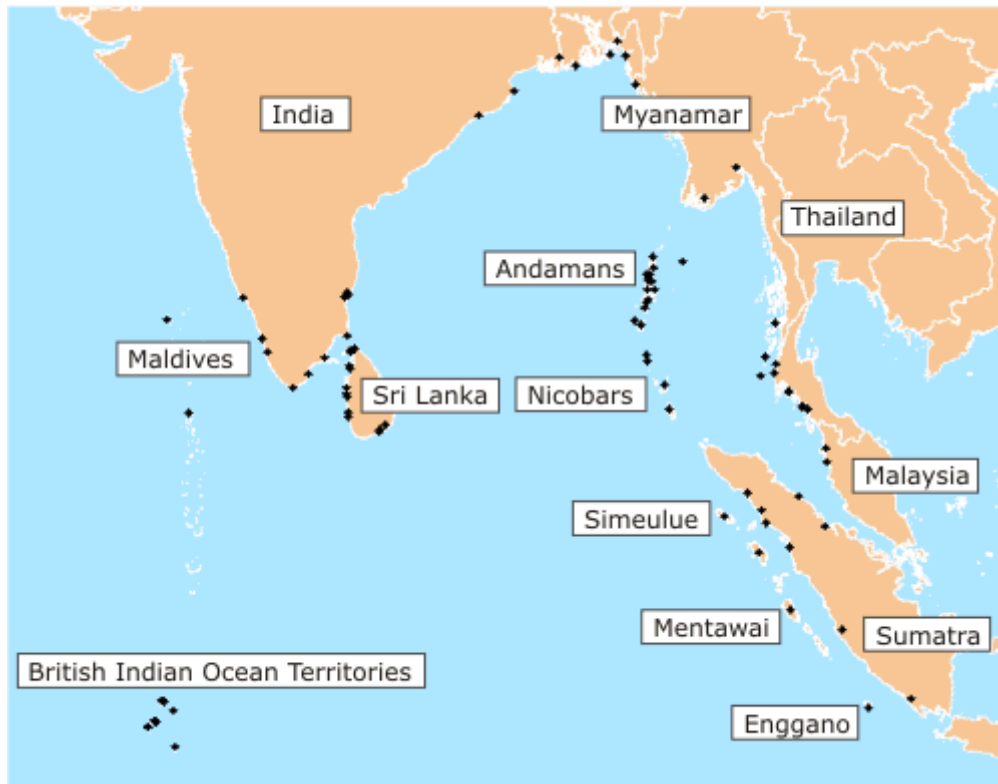 India
Myanamar
Thailand
Andamans
Maldives
Sri Lanka
Nicobars
Malaysia
Simeulue
Mentawai
Sumatra
British Indian Ocean Territories
Enggano